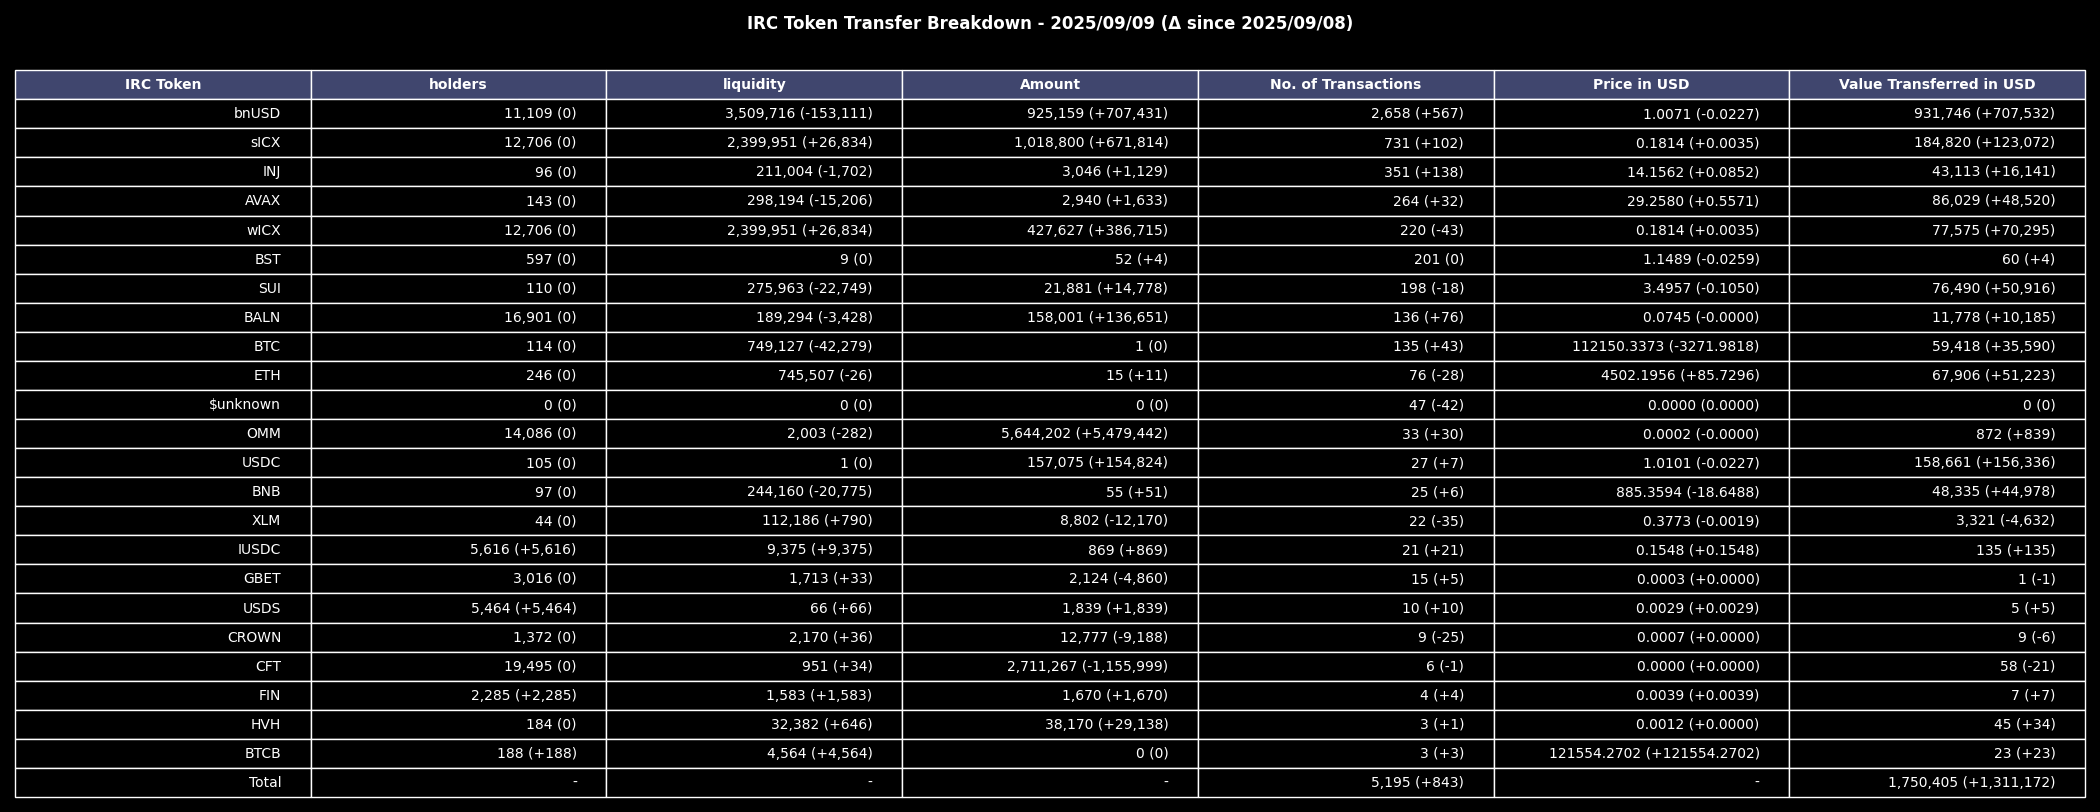 IRC Token Transfer Breakdown - 2025/09/09 (Δ since 2025/09/08)
IRC Token holders liquidity Amount No. of Transactions Price in USD Value Transferred in USD
bnUSD 11,109 (0) 3,509,716 (-153,111) 925,159 (+707,431) 2,658 (+567) 1.0071 (-0.0227) 931,746 (+707,532)
sICX 12,706 (0) 2,399,951 (+26,834) 1,018,800 (+671,814) 731 (+102) 0.1814 (+0.0035) 184,820 (+123,072)
INJ 96 (0) 211,004 (-1,702) 3,046 (+1,129) 351 (+138) 14.1562 (+0.0852) 43,113 (+16,141)
AVAX 143 (0) 298,194 (-15,206) 2,940 (+1,633) 264 (+32) 29.2580 (+0.5571) 86,029 (+48,520)
wICX 12,706 (0) 2,399,951 (+26,834) 427,627 (+386,715) 220 (-43) 0.1814 (+0.0035) 77,575 (+70,295)
BST 597 (0) 9 (0) 52 (+4) 201 (0) 1.1489 (-0.0259) 60 (+4)
SUI 110 (0) 275,963 (-22,749) 21,881 (+14,778) 198 (-18) 3.4957 (-0.1050) 76,490 (+50,916)
BALN 16,901 (0) 189,294 (-3,428) 158,001 (+136,651) 136 (+76) 0.0745 (-0.0000) 11,778 (+10,185)
BTC 114 (0) 749,127 (-42,279) 1 (0) 135 (+43) 112150.3373 (-3271.9818) 59,418 (+35,590)
ETH 246 (0) 745,507 (-26) 15 (+11) 76 (-28) 4502.1956 (+85.7296) 67,906 (+51,223)
$unknown 0 (0) 0 (0) 0 (0) 47 (-42) 0.0000 (0.0000) 0 (0)
OMM 14,086 (0) 2,003 (-282) 5,644,202 (+5,479,442) 33 (+30) 0.0002 (-0.0000) 872 (+839)
USDC 105 (0) 1 (0) 157,075 (+154,824) 27 (+7) 1.0101 (-0.0227) 158,661 (+156,336)
BNB 97 (0) 244,160 (-20,775) 55 (+51) 25 (+6) 885.3594 (-18.6488) 48,335 (+44,978)
XLM 44 (0) 112,186 (+790) 8,802 (-12,170) 22 (-35) 0.3773 (-0.0019) 3,321 (-4,632)
IUSDC 5,616 (+5,616) 9,375 (+9,375) 869 (+869) 21 (+21) 0.1548 (+0.1548) 135 (+135)
GBET 3,016 (0) 1,713 (+33) 2,124 (-4,860) 15 (+5) 0.0003 (+0.0000) 1 (-1)
USDS 5,464 (+5,464) 66 (+66) 1,839 (+1,839) 10 (+10) 0.0029 (+0.0029) 5 (+5)
CROWN 1,372 (0) 2,170 (+36) 12,777 (-9,188) 9 (-25) 0.0007 (+0.0000) 9 (-6)
CFT 19,495 (0) 951 (+34) 2,711,267 (-1,155,999) 6 (-1) 0.0000 (+0.0000) 58 (-21)
FIN 2,285 (+2,285) 1,583 (+1,583) 1,670 (+1,670) 4 (+4) 0.0039 (+0.0039) 7 (+7)
HVH 184 (0) 32,382 (+646) 38,170 (+29,138) 3 (+1) 0.0012 (+0.0000) 45 (+34)
BTCB 188 (+188) 4,564 (+4,564) 0 (0) 3 (+3) 121554.2702 (+121554.2702) 23 (+23)
Total - - - 5,195 (+843) - 1,750,405 (+1,311,172)